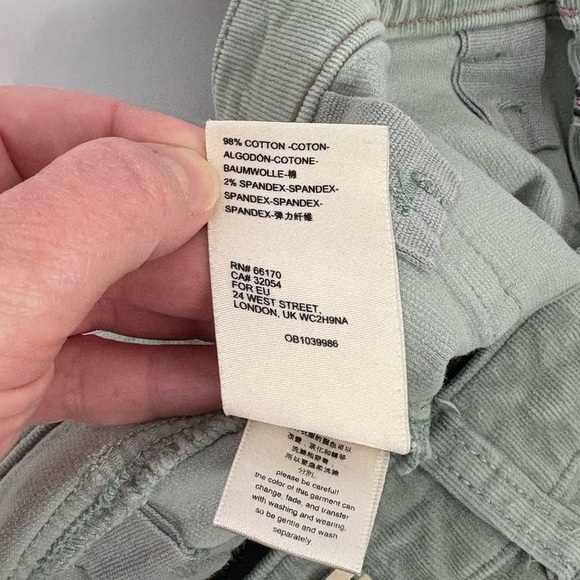 98% COTTON -COTON-
ALGODÓN-COTONE-
BAUMWOLLE-棉
2% SPANDEX-SPANDEX-
SPANDEX-SPANDEX-
SPANDEX-弹力纤维
RN# 66170
CA# 32054
FOR EU
24 WEST STREET,
LONDON, UK WC2H9NA
OB1039986
please be careful!
the color of this garment can
change, fade, and transfer
with washing and wearing,
so be gentle and wash
separately